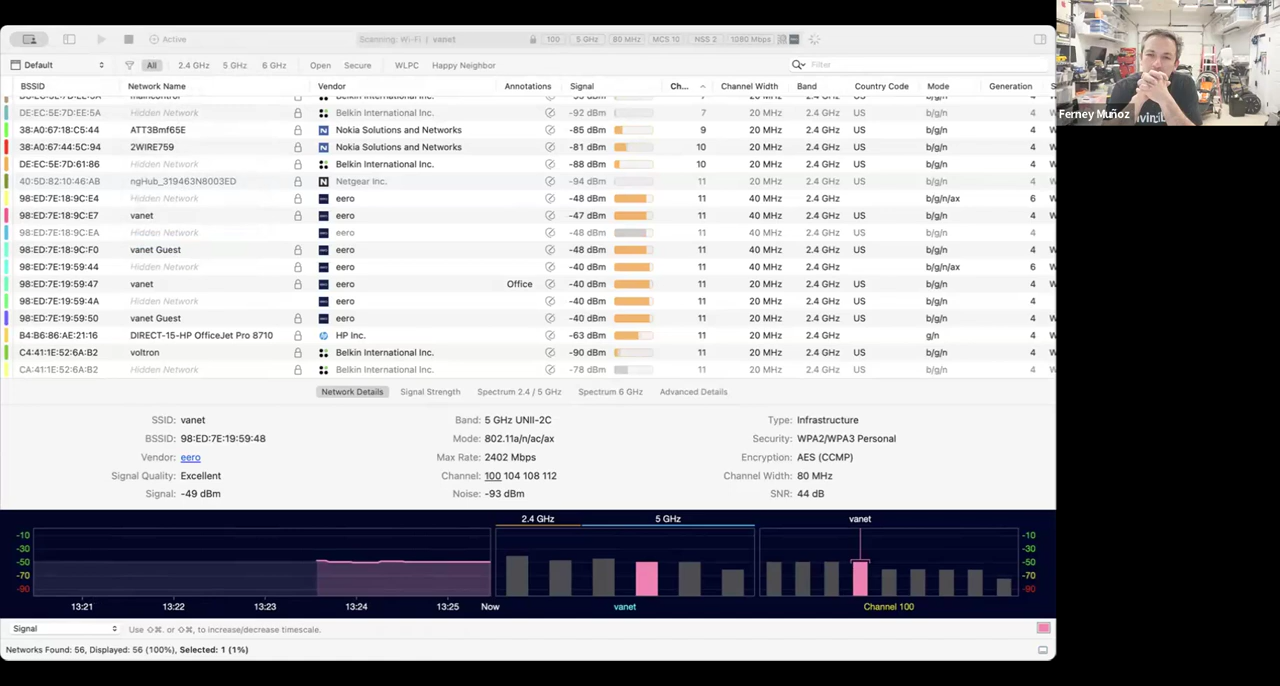 Active Scanning: Wi-Fi vanet 100 5 GHz 80 MHz MCS 10 NSS 2 1080 Mbps
Default All 2.4 GHz 5 GHz 6 GHz Open Secure WLPC Happy Neighbor Filter
BSSID Network Name Vendor Annotations Signal Ch... Channel Width Band Country Code Mode Generation
DE:EC:5E:7D:EE:5A Hidden Network Belkin International Inc. -92 dBm 7 20 MHz 2.4 GHz US b/g/n 4
38:A0:67:18:C5:44 ATT3Bmf65E Nokia Solutions and Networks -85 dBm 9 20 MHz 2.4 GHz US b/g/n 4 W
38:A0:67:44:5C:94 2WIRE759 Nokia Solutions and Networks -81 dBm 10 20 MHz 2.4 GHz US b/g/n 4 W
DE:EC:5E:7D:61:86 Hidden Network Belkin International Inc. -88 dBm 10 20 MHz 2.4 GHz US b/g/n 4 W
40:5D:82:10:46:AB ngHub_319463N8003ED Netgear Inc. -94 dBm 11 20 MHz 2.4 GHz US b/g/n 4 W
98:ED:7E:18:9C:E4 Hidden Network eero -48 dBm 11 40 MHz 2.4 GHz b/g/n/ax 6 W
98:ED:7E:18:9C:E7 vanet eero -47 dBm 11 20 MHz 2.4 GHz US b/g/n 4 W
98:ED:7E:18:9C:EA Hidden Network eero -48 dBm 11 20 MHz 2.4 GHz US b/g/n 4
98:ED:7E:18:9C:F0 vanet Guest eero -48 dBm 11 20 MHz 2.4 GHz US b/g/n 4 W
98:ED:7E:19:59:44 Hidden Network eero -40 dBm 11 40 MHz 2.4 GHz b/g/n/ax 6 W
98:ED:7E:19:59:47 vanet eero Office -40 dBm 11 20 MHz 2.4 GHz US b/g/n 4 W
98:ED:7E:19:59:4A Hidden Network eero -40 dBm 11 20 MHz 2.4 GHz US b/g/n 4
98:ED:7E:19:59:50 vanet Guest eero -40 dBm 11 20 MHz 2.4 GHz US b/g/n 4 W
B4:B6:86:AE:21:16 DIRECT-15-HP OfficeJet Pro 8710 HP Inc. -63 dBm 11 20 MHz 2.4 GHz g/n 4 W
C4:41:1E:52:6A:B2 voltron Belkin International Inc. -90 dBm 11 20 MHz 2.4 GHz US b/g/n 4 W
CA:41:1E:52:6A:B2 Hidden Network Belkin International Inc. -78 dBm 11 20 MHz 2.4 GHz US b/g/n 4 W
Network Details Signal Strength Spectrum 2.4 / 5 GHz Spectrum 6 GHz Advanced Details
SSID: vanet Band: 5 GHz UNII-2C Type: Infrastructure
BSSID: 98:ED:7E:19:59:48 Mode: 802.11a/n/ac/ax Security: WPA2/WPA3 Personal
Vendor: eero Max Rate: 2402 Mbps Encryption: AES (CCMP)
Signal Quality: Excellent Channel: 100 104 108 112 Channel Width: 80 MHz
Signal: -49 dBm Noise: -93 dBm SNR: 44 dB
2.4 GHz 5 GHz vanet
-10 -10
-30 -30
-50 -50
-70 -70
-90 -90
13:21 13:22 13:23 13:24 13:25 Now vanet Channel 100
Signal Use ⇧⌘. or ⇧⌘, to increase/decrease timescale.
Networks Found: 56, Displayed: 56 (100%), Selected: 1 (1%)
Ferney Muñoz